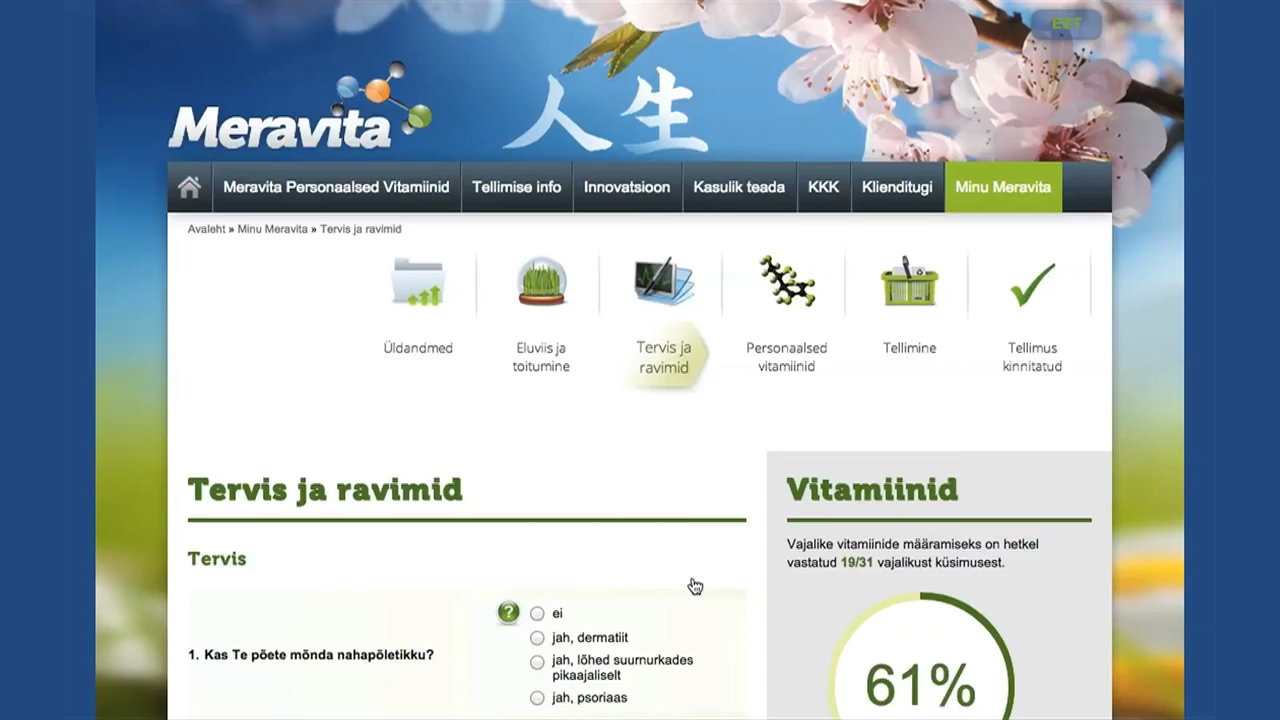 EST
Meravita
人生
Meravita Personaalsed Vitamiinid Tellimise info Innovatsioon Kasulik teada KKK Klienditugi Minu Meravita
Avaleht » Minu Meravita » Tervis ja ravimid
Üldandmed
Eluviis ja
toitumine
Tervis ja
ravimid
Personaalsed
vitamiinid
Tellimine
Tellimus
kinnitatud
Tervis ja ravimid
Tervis
1. Kas Te põete mõnda nahapõletikku?
?
ei
jah, dermatiit
jah, lõhed suurnurkades
pikaajaliselt
jah, psoriaas
Vitamiinid
Vajalike vitamiinide määramiseks on hetkel
vastatud 19/31 vajalikust küsimusest.
61%